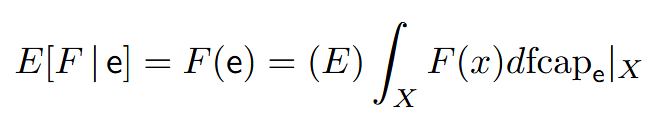 E[F | e] = F(e) = (E) ∫_X F(x)dfcap_e|_X